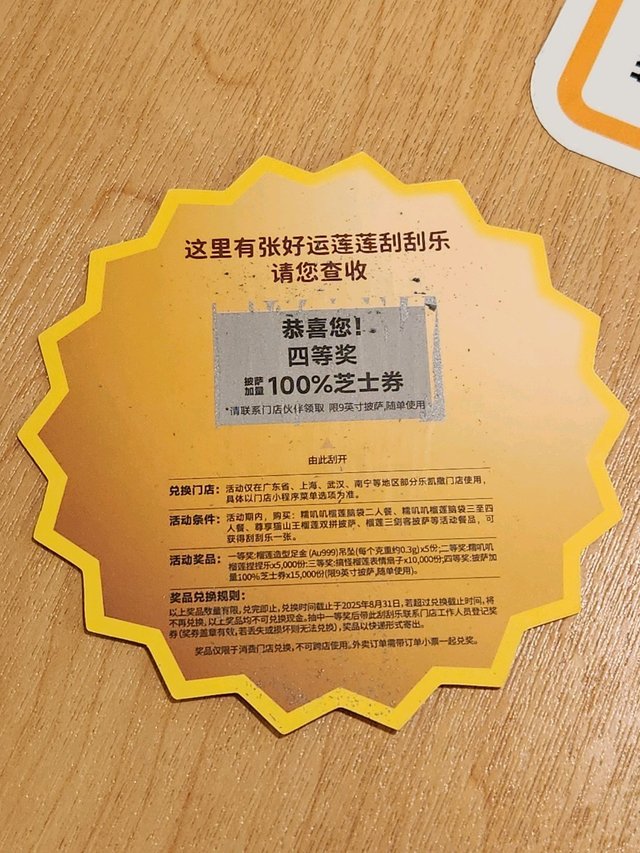 这里有张好运莲莲刮刮乐
请您查收
恭喜您！
四等奖
披萨加量 100%芝士券
*请联系门店伙伴领取 限9英寸披萨,随单使用
由此刮开
兑换门店：活动仅在广东省、上海、武汉、南宁等地区部分乐凯撒门店使用，
具体以门店小程序菜单选项为准。
活动条件：活动期内，购买：糯叽叽榴莲脑袋二人餐、糯叽叽榴莲脑袋三至四
人餐、尊享猫山王榴莲双拼披萨、榴莲三剑客披萨等活动餐品，可
获得刮刮乐一张。
活动奖品：一等奖:榴莲造型足金 (Au999)吊坠(每个克重约0.3g)x5份;二等奖:糯叽叽
榴莲捏捏乐x5,000份;三等奖:搞怪榴莲表情扇子x10,000份;四等奖:披萨加
量100%芝士券x15,000份(限9英寸披萨,随单使用)。
奖品兑换规则：
以上奖品数量有限,兑完即止,兑换时间截止于2025年8月31日,若超过兑换截止时间，将
不再兑换,以上奖品均不可兑换现金。抽中一等奖后带此刮刮乐联系门店工作人员登记奖
券(奖券盖章有效,若丢失或损坏则无法兑换)，奖品以快递形式寄出。
奖品仅限于消费门店兑换,不可跨店使用。外卖订单需带订单小票一起兑奖。